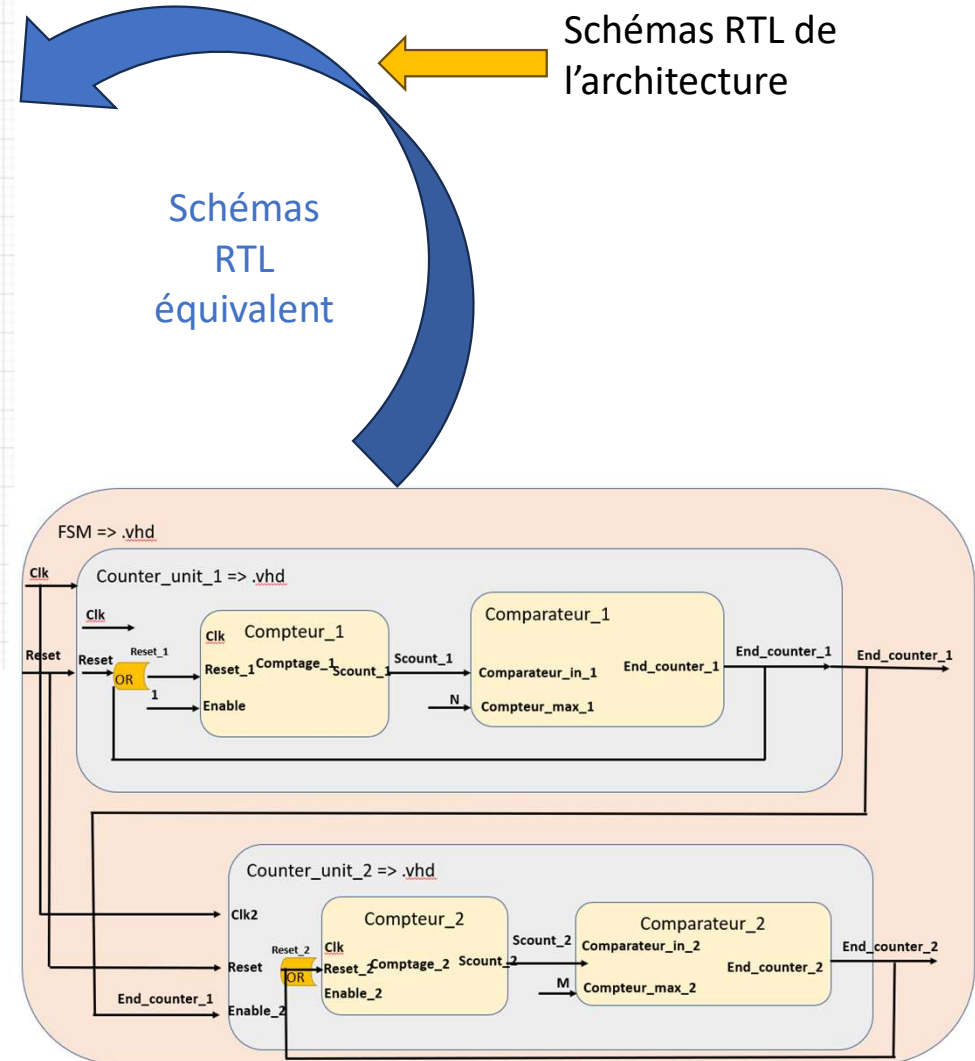 Schémas RTL de
l'architecture
Schémas
RTL
équivalent
FSM => .vhd
Clk
Counter_unit_1 => .vhd
Clk
Reset
Reset
Reset_1
OR
1
Clk
Compteur_1
Reset_1
Comptage_1
Scount_1
Enable
Scount_1
N
Comparateur_1
Comparateur_in_1
End_counter_1
Compteur_max_1
End_counter_1
End_counter_1
Counter_unit_2 => .vhd
Clk2
Reset
End_counter_1
Enable_2
Reset_2
OR
Compteur_2
Clk
Reset_2
Comptage_2
Scount_2
Enable_2
Scount_2
M
Comparateur_2
Comparateur_in_2
End_counter_2
Compteur_max_2
End_counter_2